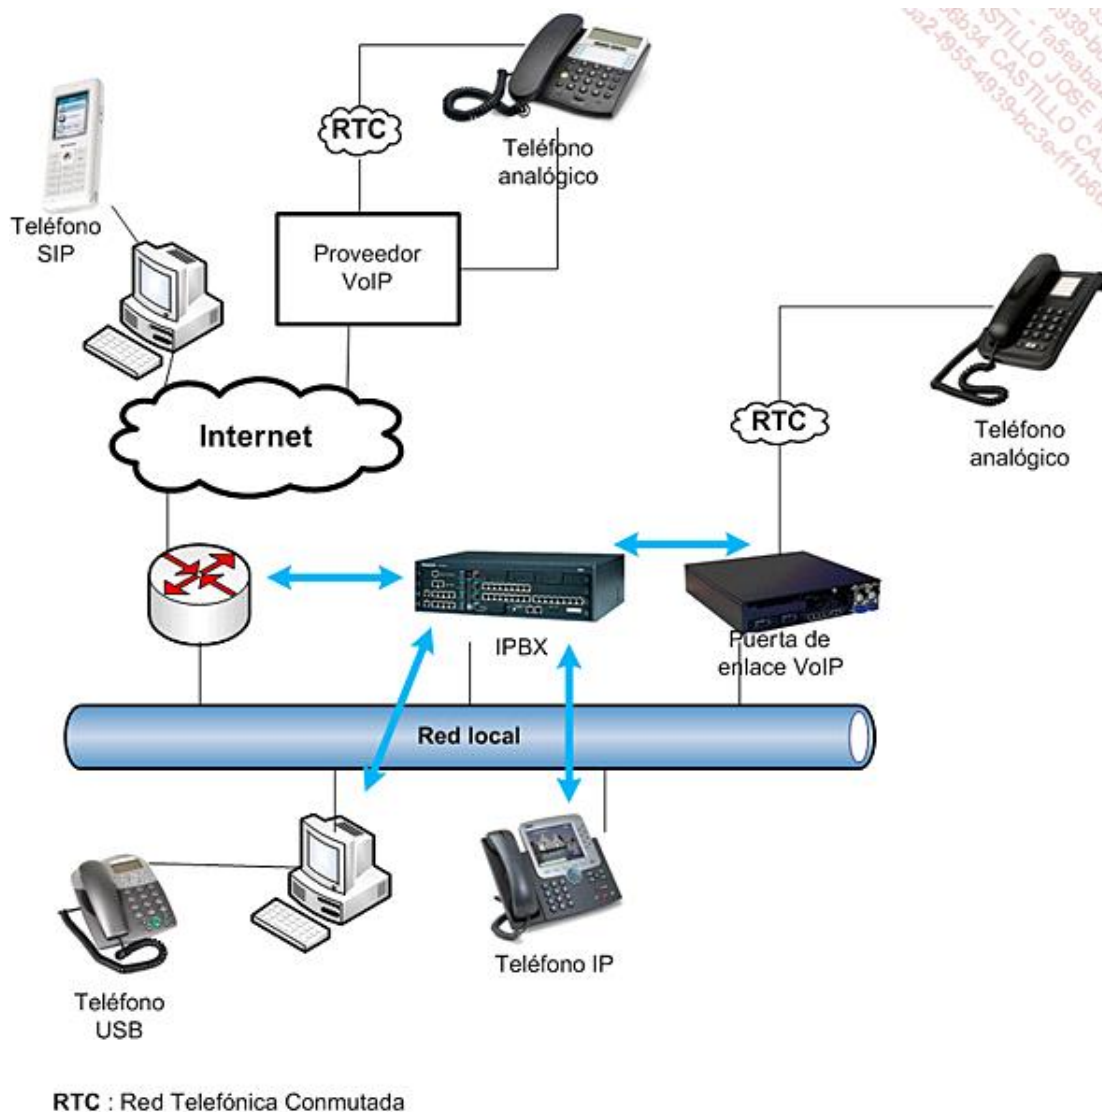 RTC
Teléfono
analógico
Teléfono
SIP
Proveedor
VoIP
Internet
RTC
Teléfono
analógico
IPBX
Puerta de
enlace VoIP
Red local
Teléfono IP
Teléfono
USB
RTC : Red Telefónica Conmutada